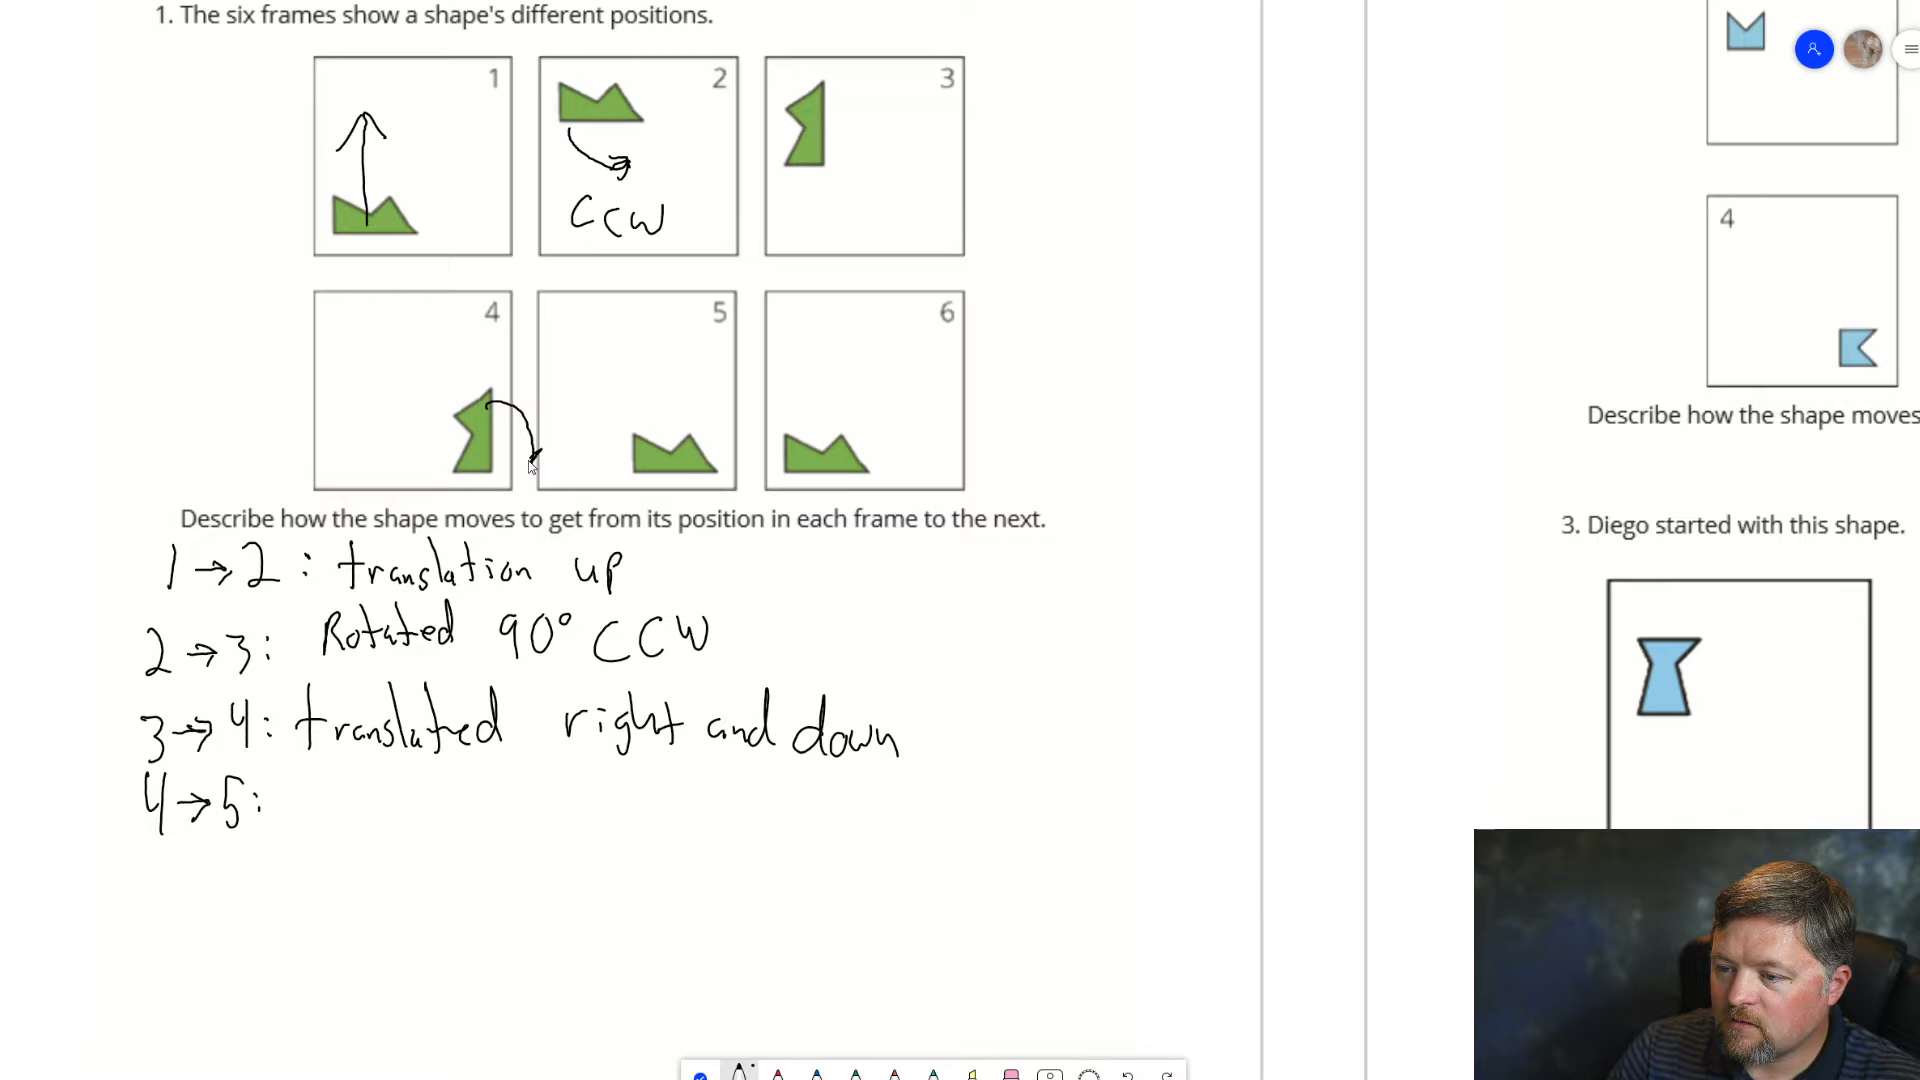 1. The six frames show a shape's different positions.
1
2
3
CCW
4
5
6
Describe how the shape moves to get from its position in each frame to the next.
1 → 2 : translation up
2 → 3: Rotated 90° CCW
3 → 4: translated right and down
4 → 5:
4
Describe how the shape moves
3. Diego started with this shape.